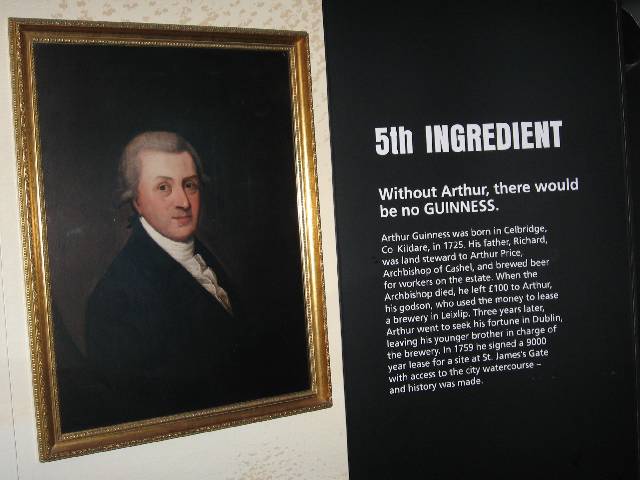 5th INGREDIENT
Without Arthur, there would
be no GUINNESS.
Arthur Guinness was born in Celbridge,
Co Kildare, in 1725. His father, Richard,
was land steward to Arthur Price,
Archbishop of Cashel, and brewed beer
for workers on the estate. When the
Archbishop died, he left £100 to Arthur,
his godson, who used the money to lease
a brewery in Leixlip. Three years later,
Arthur went to seek his fortune in Dublin,
leaving his younger brother in charge of
the brewery. In 1759 he signed a 9000
year lease for a site at St. James's Gate
with access to the city watercourse –
and history was made.